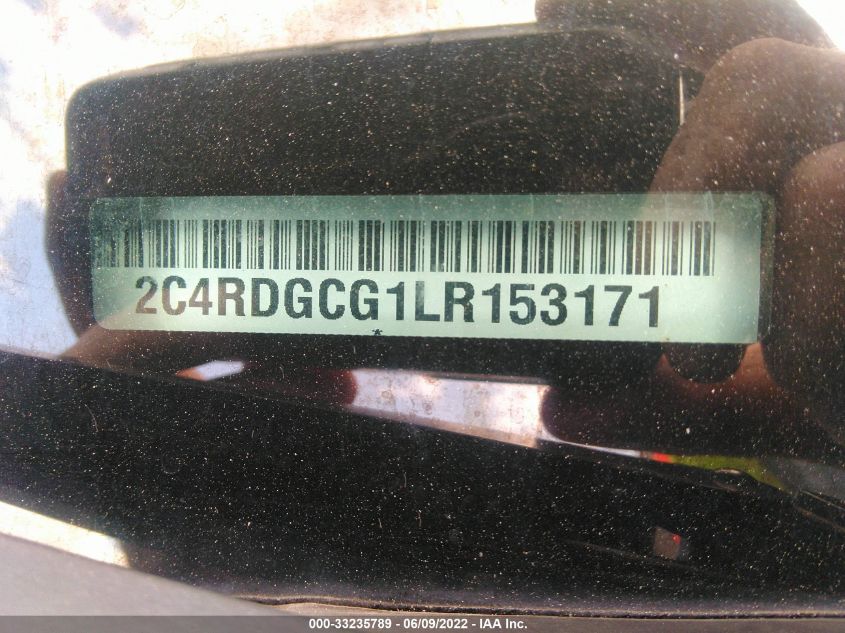 2C4RDGCG1LR153171
000-33235789 - 06/09/2022 - IAA Inc.